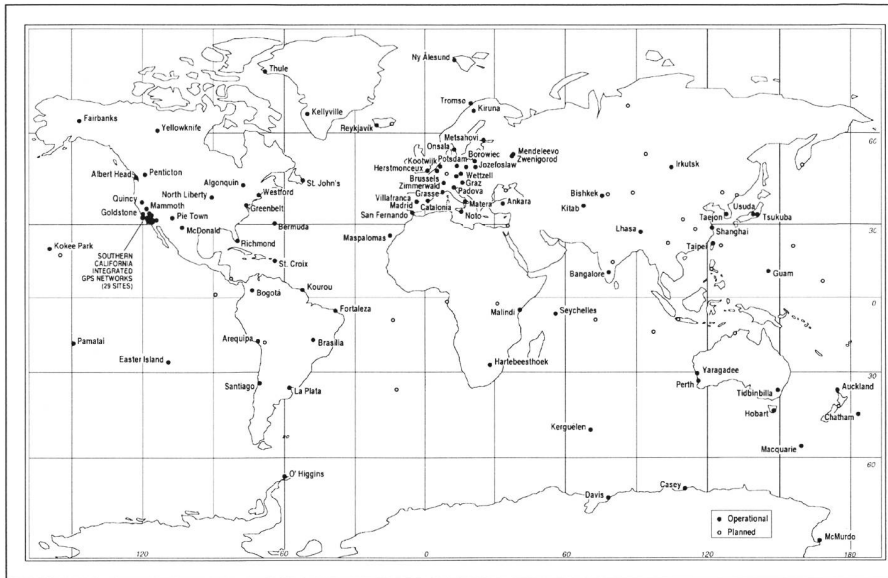 Ny Ålesund
Thule
Tromsø
Kiruna
Kellyville
Reykjavík
Fairbanks
Yellowknife
Metsahovi
Onsala
Mendeleevo
Zwenigorod
Borowiec
Potsdam
Kootwijk
Jozefoslaw
Herstmonceux
Irkutsk
Penticton
Albert Head
Algonquin
St. John's
Brussels
Wettzell
Zimmerwald
Graz
Padova
Grasse
Bishkek
North Liberty
Westford
Quincy
Mammoth
Villafranca
Madrid
Catalonia
Matera
Ankara
Kitab
Usuda
Taejon
Tsukuba
Goldstone
Pie Town
Greenbelt
San Fernando
Noto
McDonald
Bermuda
Lhasa
Shanghai
Richmond
Maspalomas
Taipei
Kokee Park
SOUTHERN
CALIFORNIA
INTEGRATED
GPS NETWORKS
(29 SITES)
St. Croix
Bangalore
Guam
Bogotá
Kourou
Fortaleza
Malindi
Seychelles
Pamatai
Arequipa
Brasilia
Easter Island
Hartebeesthoek
Yaragadee
Santiago
La Plata
Perth
Tidbinbilla
Auckland
Hobart
Chatham
Kerguelen
Macquarie
O' Higgins
Davis
Casey
McMurdo
Operational
Planned
60
30
0
30
60
120
60
0
60
120
180